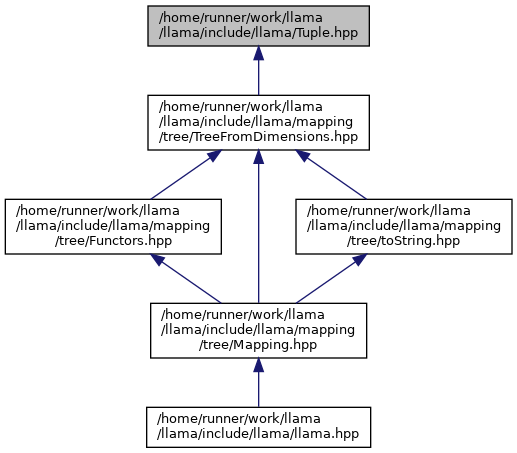 /home/runner/work/llama
/llama/include/llama/Tuple.hpp
/home/runner/work/llama
/llama/include/llama/mapping
/tree/TreeFromDimensions.hpp
/home/runner/work/llama
/llama/include/llama/mapping
/tree/Functors.hpp
/home/runner/work/llama
/llama/include/llama/mapping
/tree/toString.hpp
/home/runner/work/llama
/llama/include/llama/mapping
/tree/Mapping.hpp
/home/runner/work/llama
/llama/include/llama/llama.hpp